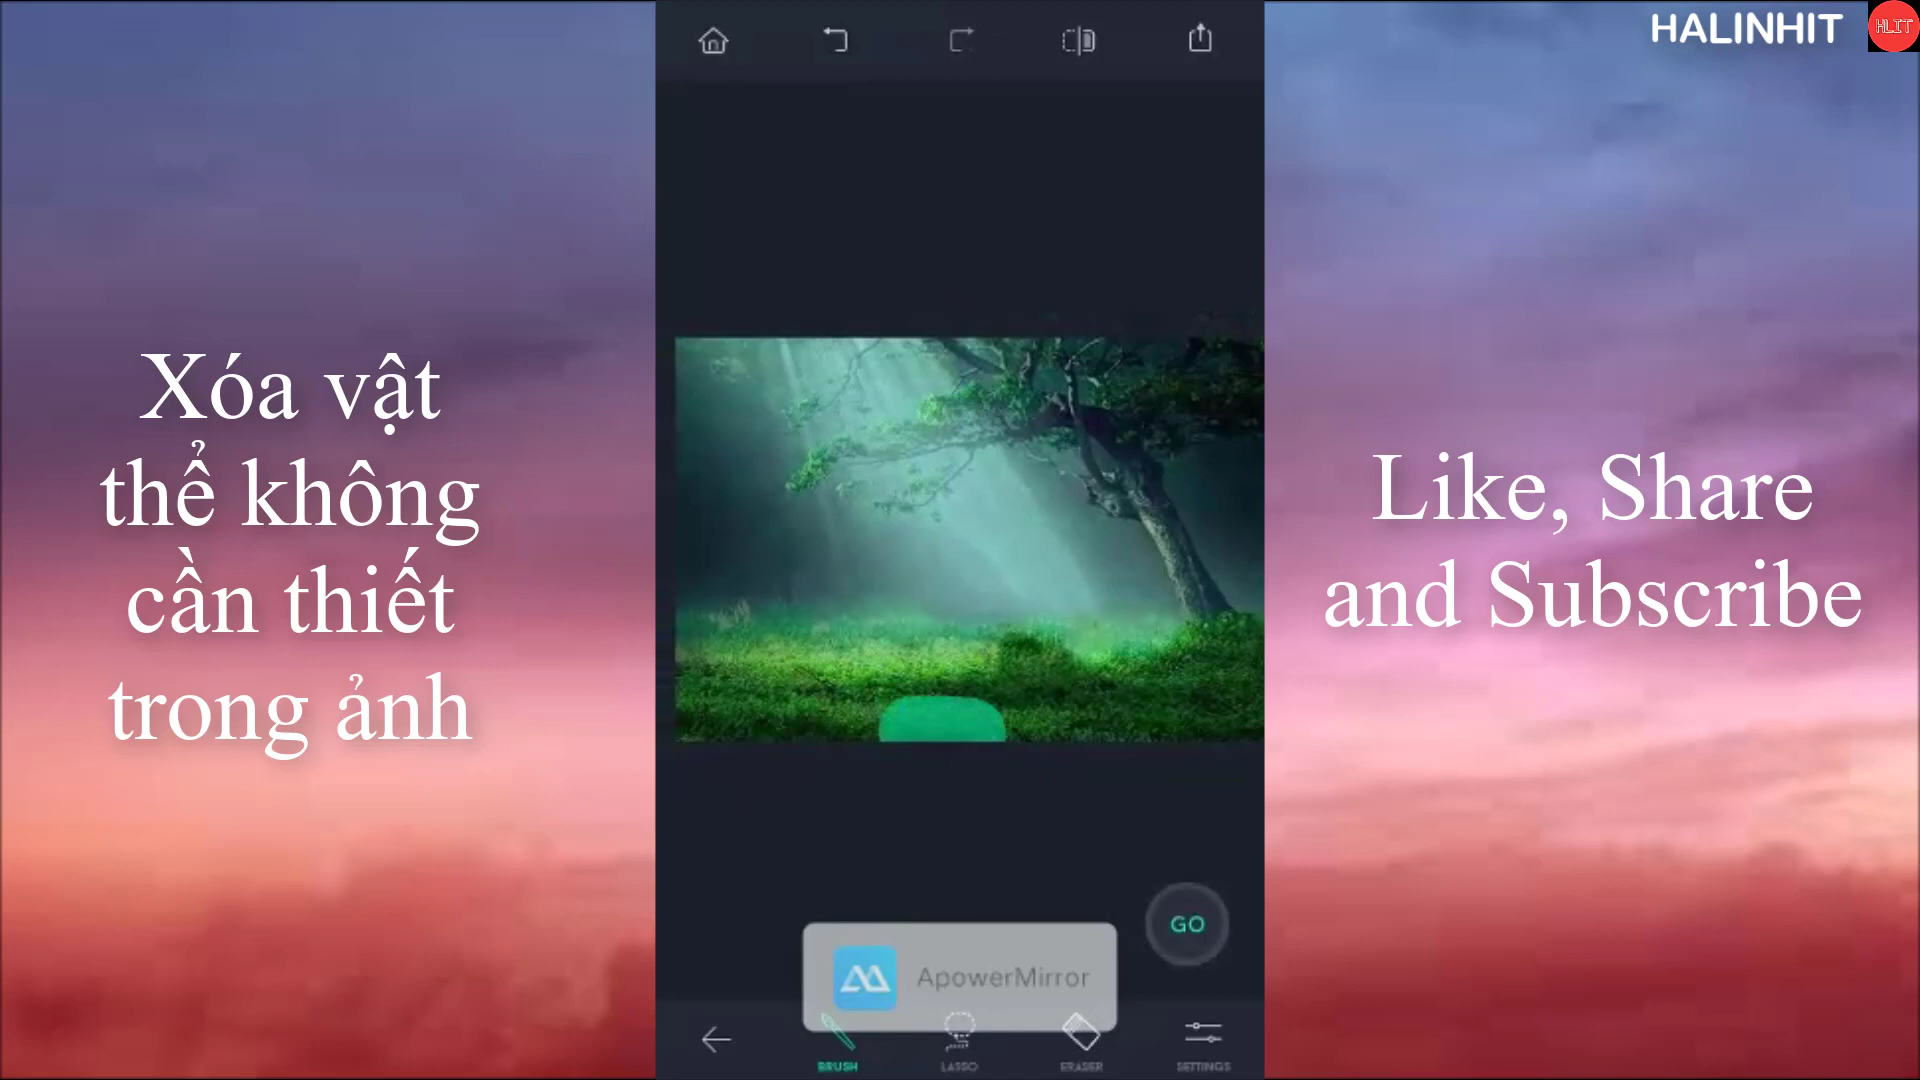 HALINHIT
HLIT
Xóa vật
thể không
cần thiết
trong ảnh
Like, Share
and Subscribe
GO
ApowerMirror
BRUSH
LASSO
ERASER
SETTINGS